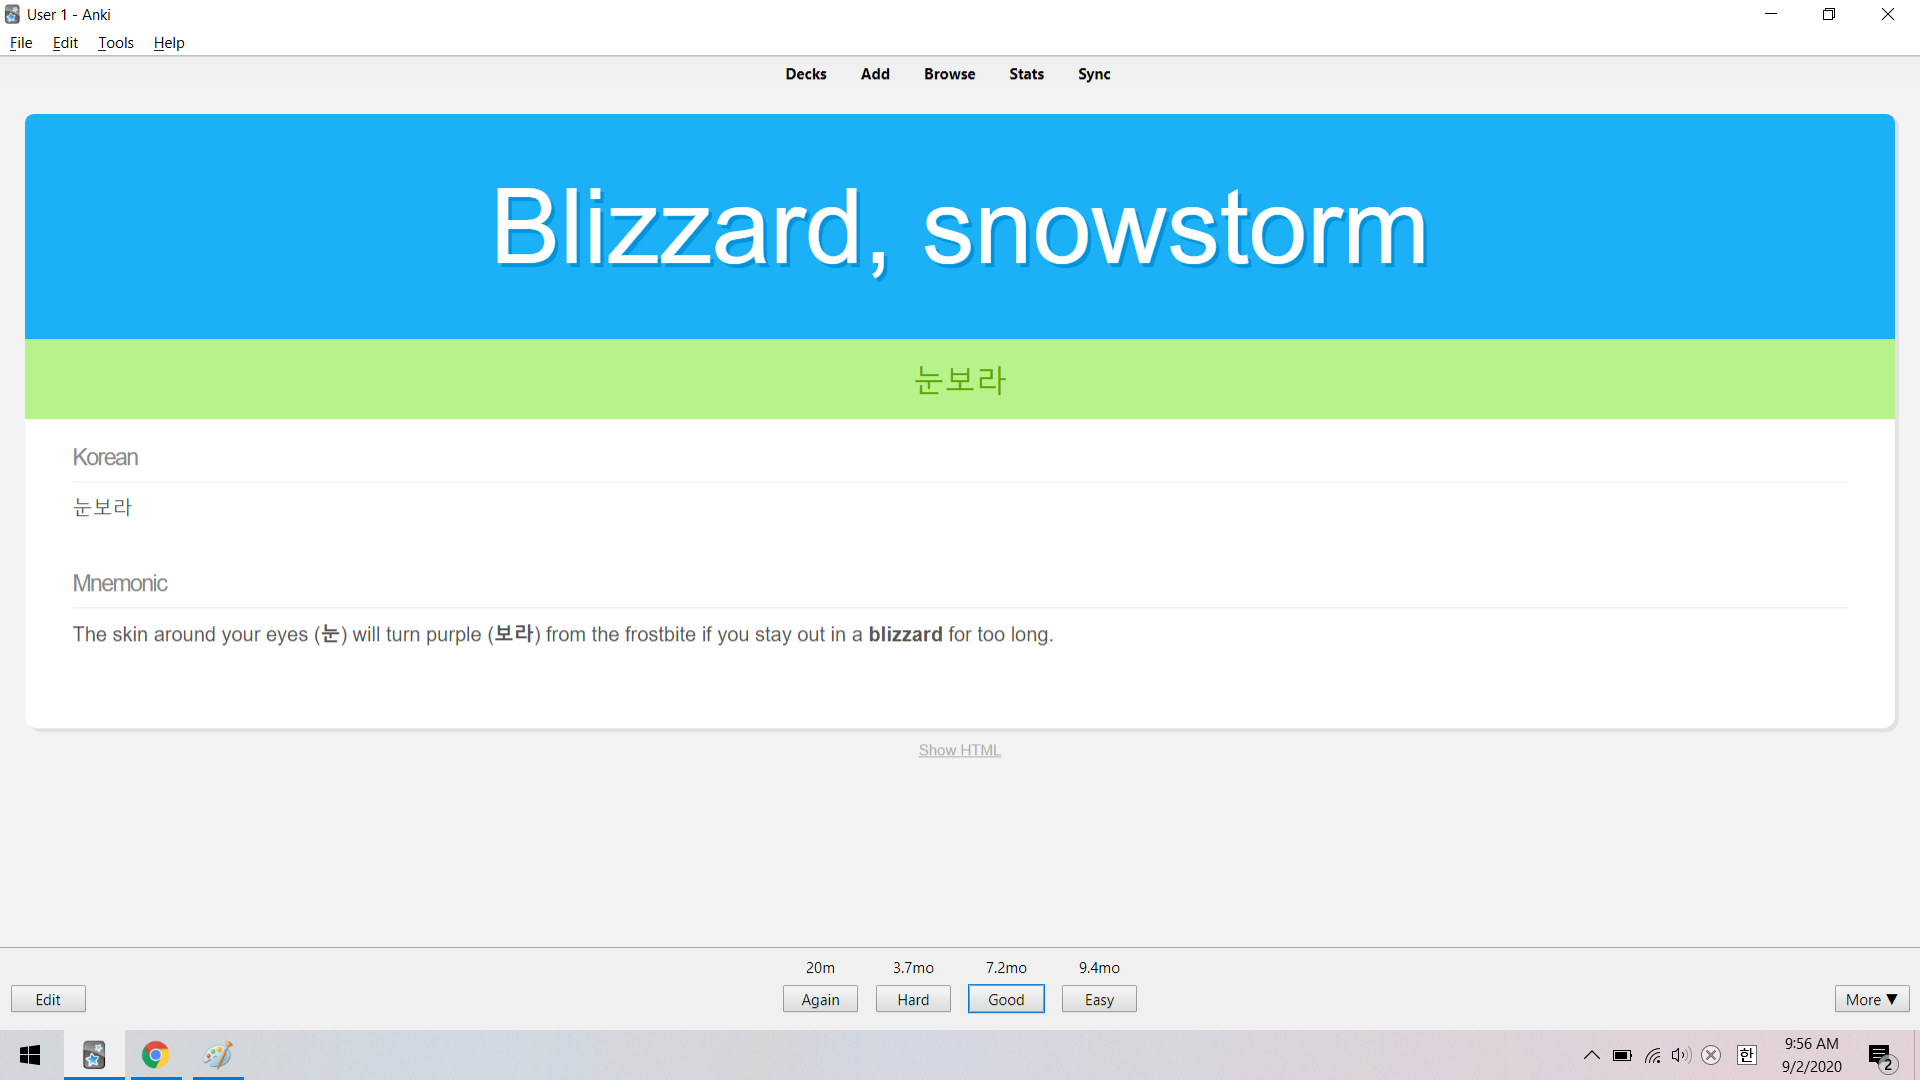 User 1 - Anki
File Edit Tools Help
Decks Add Browse Stats Sync
Blizzard, snowstorm
눈보라
Korean
눈보라
Mnemonic
The skin around your eyes (눈) will turn purple (보라) from the frostbite if you stay out in a blizzard for too long.
Show HTML
20m 3.7mo 7.2mo 9.4mo
Edit Again Hard Good Easy More ▼
한 9:56 AM
9/2/2020 2